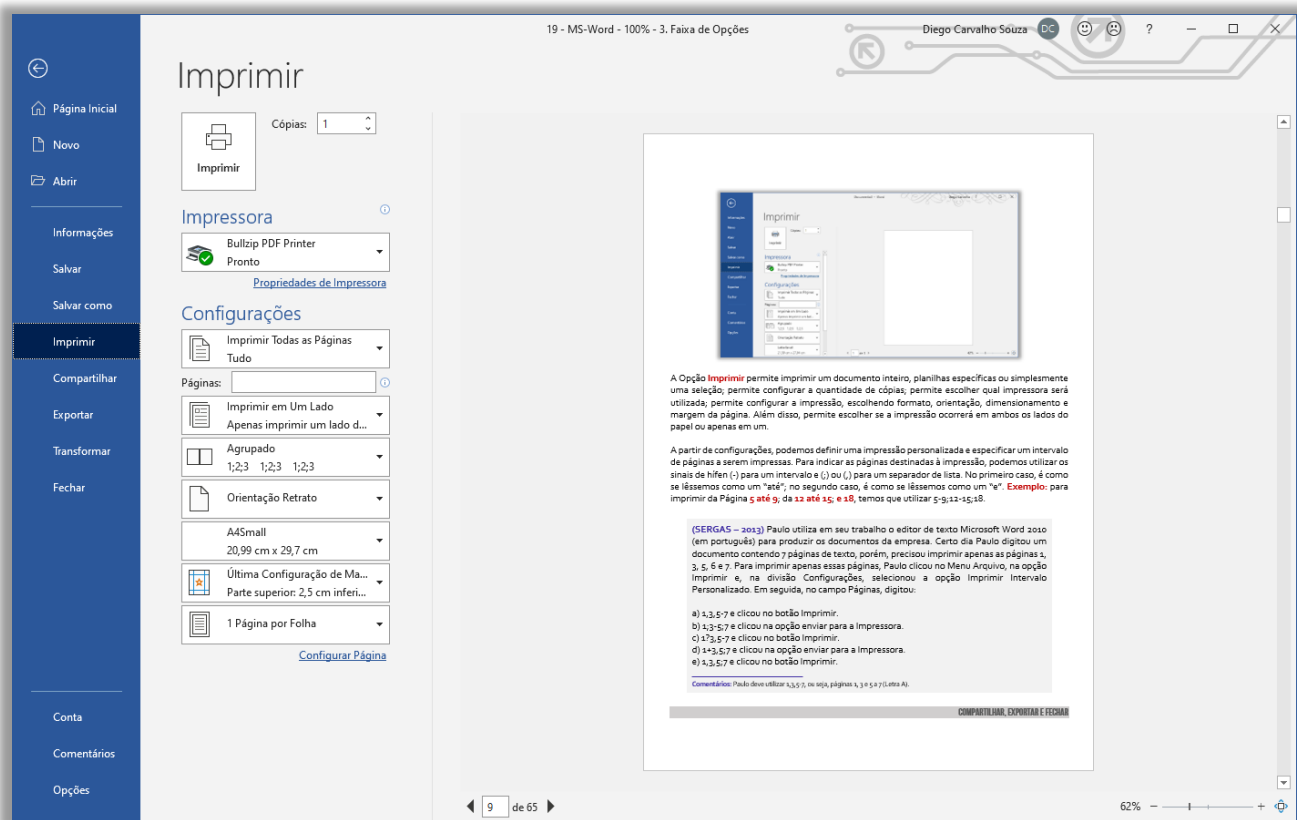 19 - MS-Word - 100% - 3. Faixa de Opções
Diego Carvalho Souza
DC
?
Página Inicial
Novo
Abrir
Informações
Salvar
Salvar como
Imprimir
Compartilhar
Exportar
Transformar
Fechar
Conta
Comentários
Opções
Imprimir
Imprimir
Cópias: 1
Impressora
Bullzip PDF Printer
Pronto
Propriedades de Impressora
Configurações
Imprimir Todas as Páginas
Tudo
Páginas:
Imprimir em Um Lado
Apenas imprimir um lado d...
Agrupado
1;2;3 1;2;3 1;2;3
Orientação Retrato
A4Small
20,99 cm x 29,7 cm
Última Configuração de Ma...
Parte superior: 2,5 cm inferi...
1 Página por Folha
Configurar Página
Imprimir
Impressora
Bullzip PDF Printer
Configurações
A Opção Imprimir permite imprimir um documento inteiro, planilhas específicas ou simplesmente
uma seleção; permite configurar a quantidade de cópias; permite escolher qual impressora será
utilizada; permite configurar a impressão, escolhendo formato, orientação, dimensionamento e
margem da página. Além disso, permite escolher se a impressão ocorrerá em ambos os lados do
papel ou apenas em um.
A partir de configurações, podemos definir uma impressão personalizada e especificar um intervalo
de páginas a serem impressas. Para indicar as páginas destinadas à impressão, podemos utilizar os
sinais de hífen (-) para um intervalo e (;) ou (,) para um separador de lista. No primeiro caso, é como
se lêssemos como um "até"; no segundo caso, é como se lêssemos como um "e". Exemplo: para
imprimir da Página 5 até 9; da 12 até 15; e 18, temos que utilizar 5-9;12-15;18.
(SERGAS – 2013) Paulo utiliza em seu trabalho o editor de texto Microsoft Word 2010
(em português) para produzir os documentos da empresa. Certo dia Paulo digitou um
documento contendo 7 páginas de texto, porém, precisou imprimir apenas as páginas 1,
3, 5, 6 e 7. Para imprimir apenas essas páginas, Paulo clicou no Menu Arquivo, na opção
Imprimir e, na divisão Configurações, selecionou a opção Imprimir Intervalo
Personalizado. Em seguida, no campo Páginas, digitou:
a) 1,3,5-7 e clicou no botão Imprimir.
b) 1;3-5;7 e clicou na opção enviar para a Impressora.
c) 1?3,5-7 e clicou no botão Imprimir.
d) 1+3,5;7 e clicou na opção enviar para a Impressora.
e) 1,3,5;7 e clicou no botão Imprimir.
Comentários: Paulo deve utilizar 1,3,5-7, ou seja, páginas 1, 3 e 5 a 7 (Letra A).
COMPARTILHAR, EXPORTAR E FECHAR
9 de 65
62%